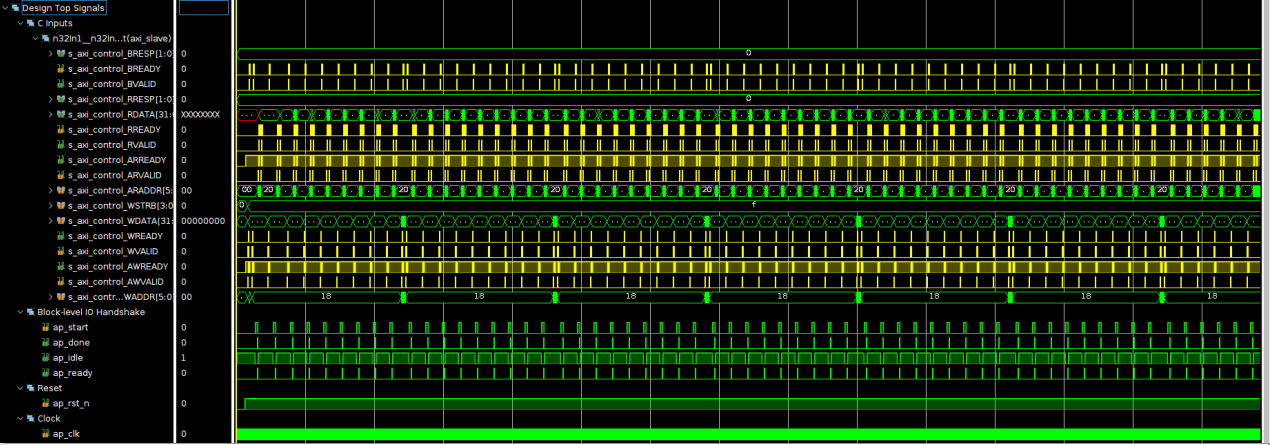 Design Top Signals
C Inputs
n32In1__n32In...t(axi_slave)
s_axi_control_BRESP[1:0] 0 0
s_axi_control_BREADY 0
s_axi_control_BVALID 0
s_axi_control_RRESP[1:0] 0 0
s_axi_control_RDATA[31: XXXXXXXX
s_axi_control_RREADY 0
s_axi_control_RVALID 0
s_axi_control_ARREADY 0
s_axi_control_ARVALID 0
s_axi_control_ARADDR[5: 00 00 20 20 20 20 20 20 20
s_axi_control_WSTRB[3:0 0 0 f
s_axi_control_WDATA[31: 00000000
s_axi_control_WREADY 0
s_axi_control_WVALID 0
s_axi_control_AWREADY 0
s_axi_control_AWVALID 0
s_axi_contr...WADDR[5:0] 00 18 18 18 18 18 18 18
Block-level IO Handshake
ap_start 0
ap_done 0
ap_idle 1
ap_ready 0
Reset
ap_rst_n 0
Clock
ap_clk 0